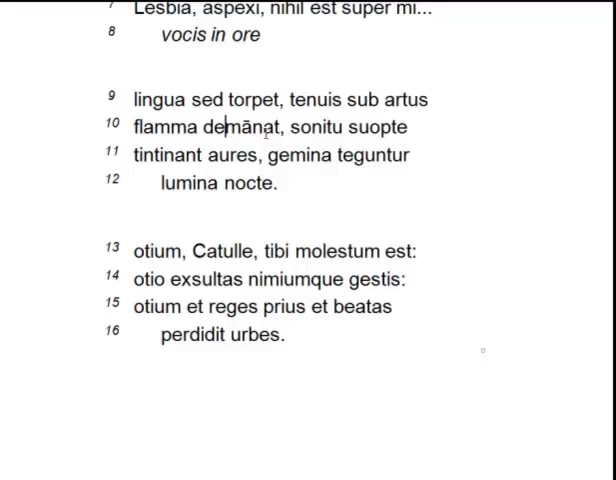 7 Lesbia, aspexi, nihil est super mi...
8 vocis in ore
9 lingua sed torpet, tenuis sub artus
10 flamma demānat, sonitu suopte
11 tintinant aures, gemina teguntur
12 lumina nocte.
13 otium, Catulle, tibi molestum est:
14 otio exsultas nimiumque gestis:
15 otium et reges prius et beatas
16 perdidit urbes.